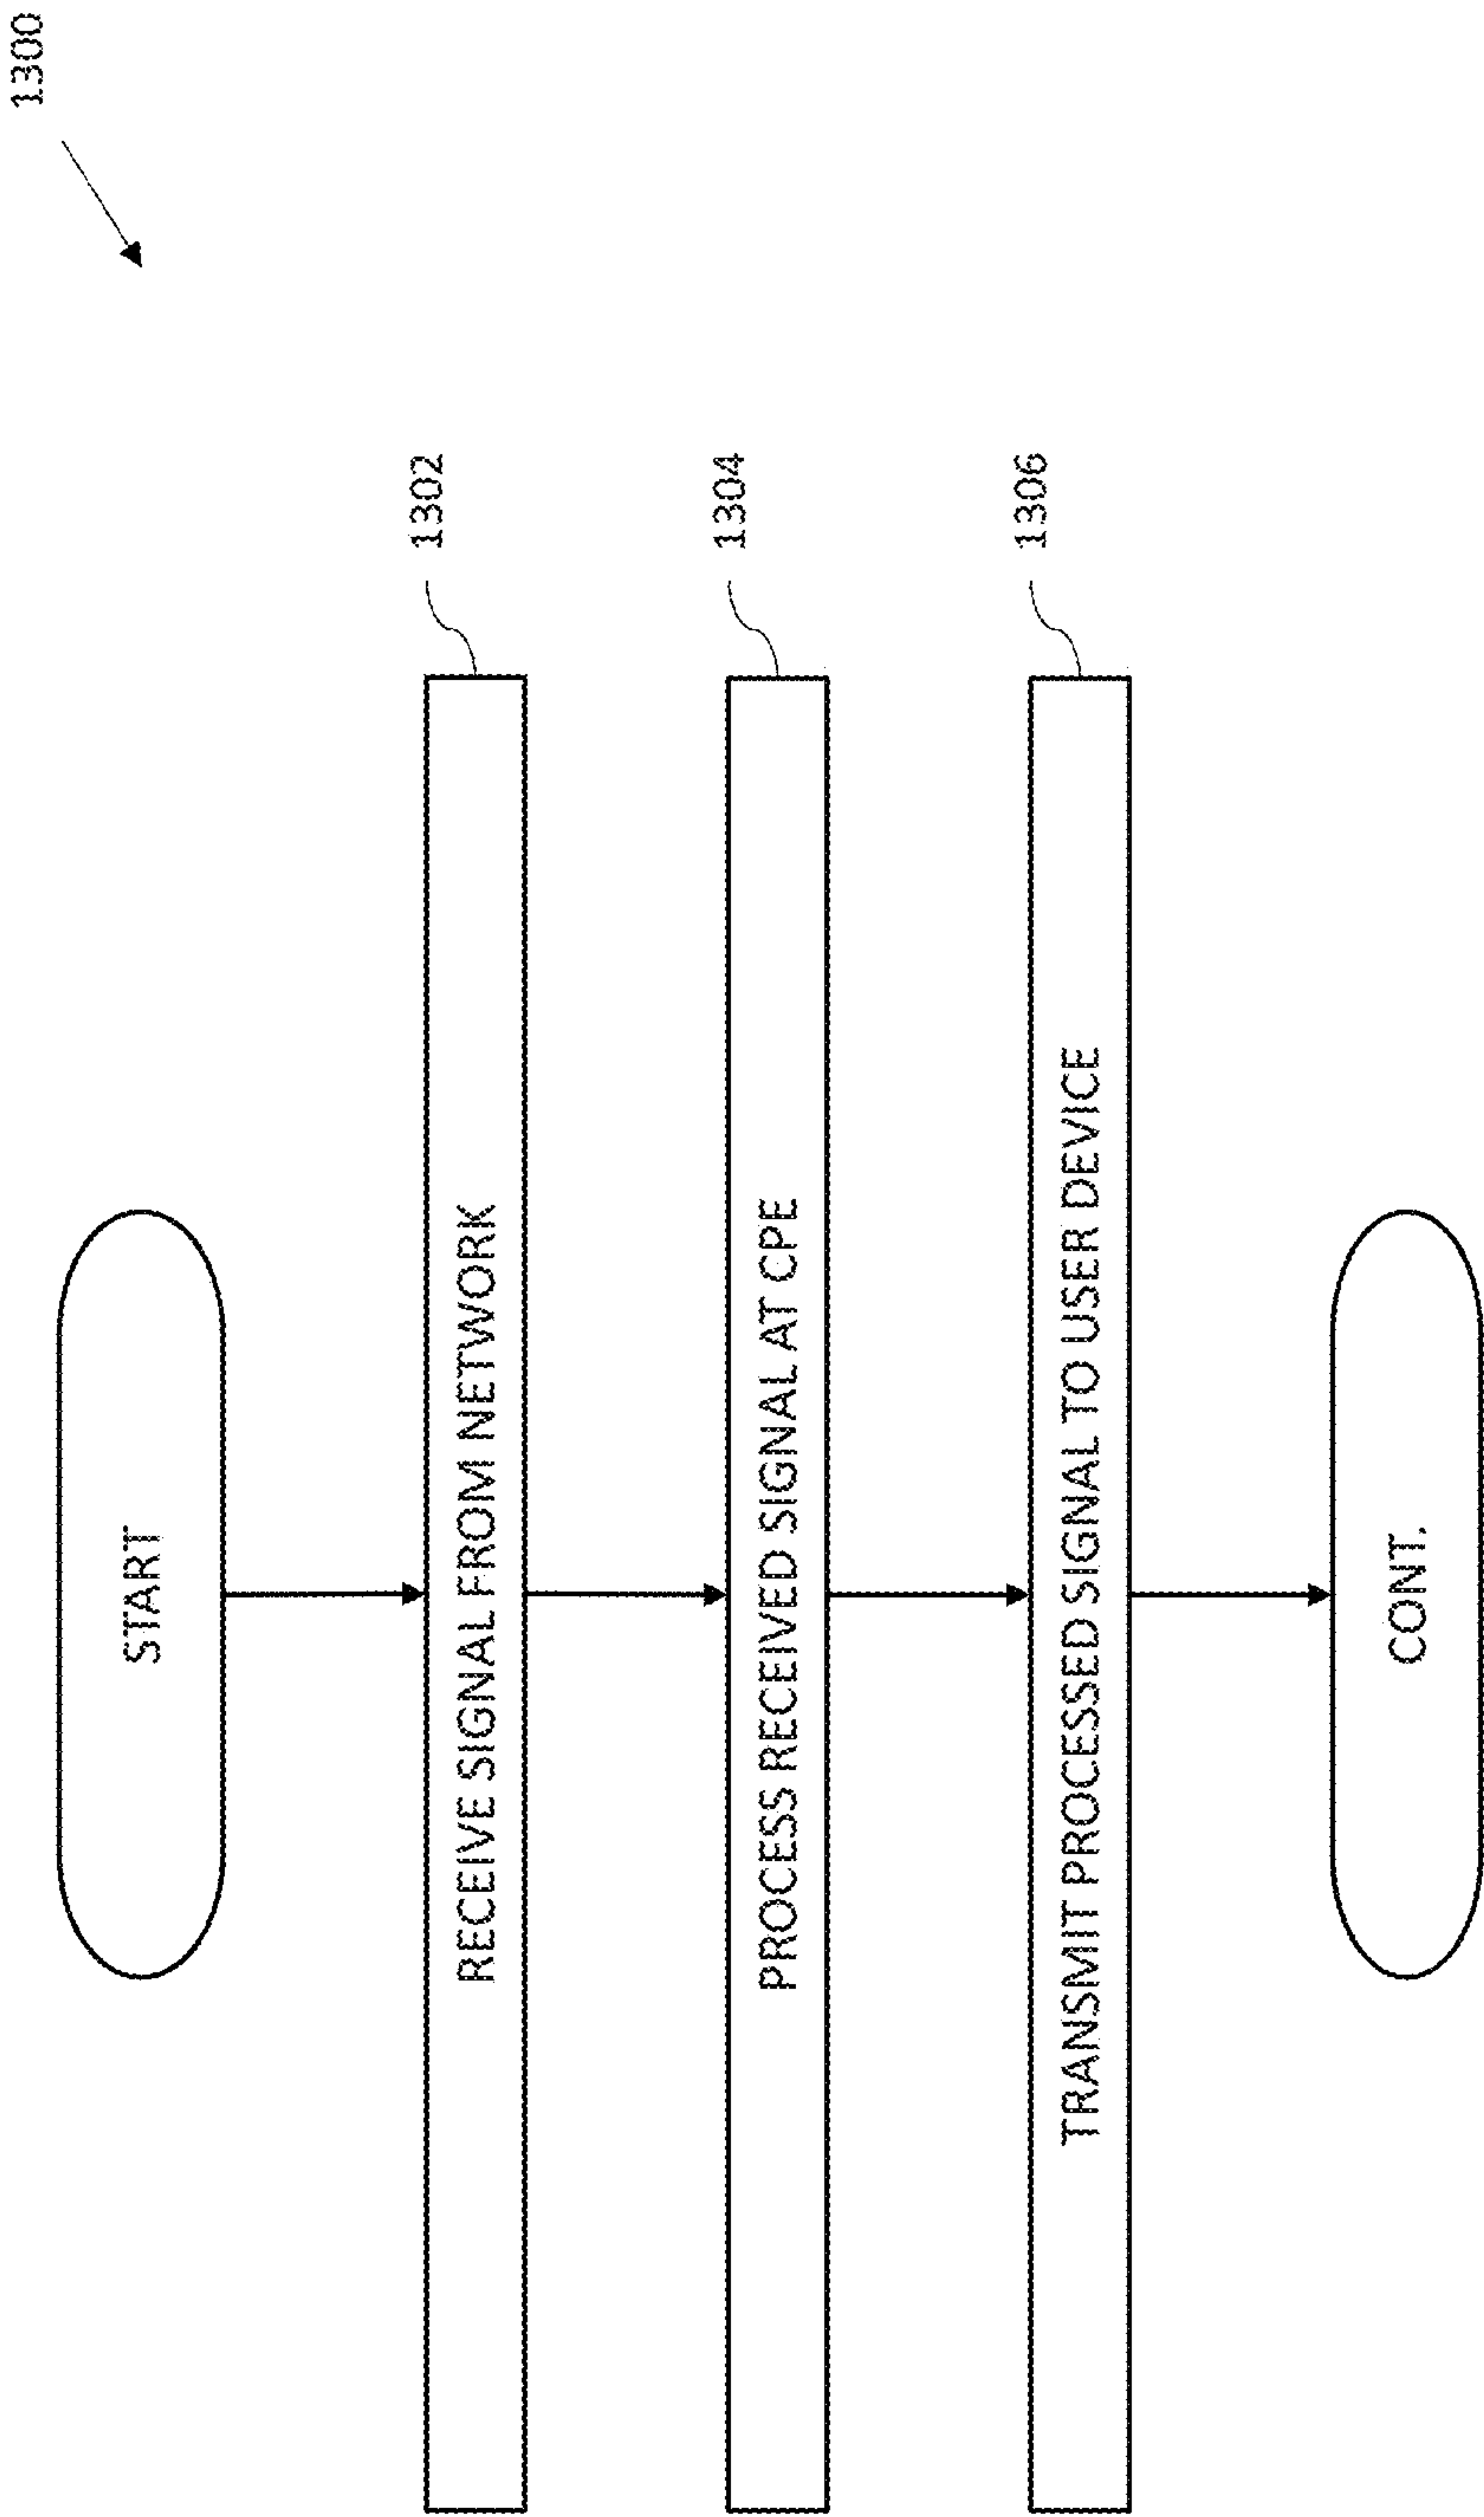 1300
START
RECEIVE SIGNAL FROM NETWORK
1302
PROCESS RECEIVED SIGNAL AT CPE
1304
TRANSMIT PROCESSED SIGNAL TO USER DEVICE
1306
CONT.